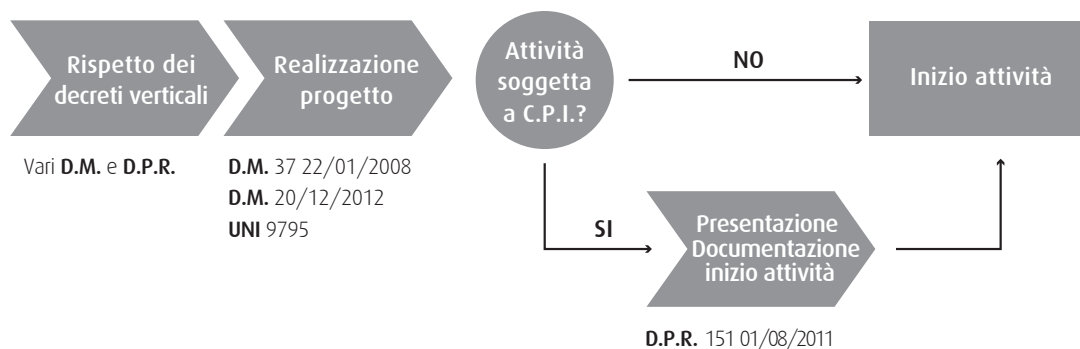 Rispetto dei
decreti verticali
Vari D.M. e D.P.R.
Realizzazione
progetto
D.M. 37 22/01/2008
D.M. 20/12/2012
UNI 9795
Attività
soggetta
a C.P.I.?
NO
Inizio attività
SI
Presentazione
Documentazione
inizio attività
D.P.R. 151 01/08/2011